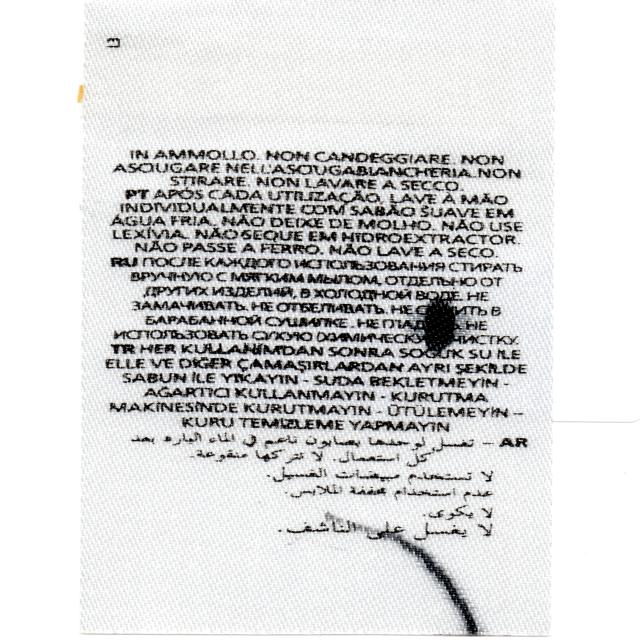 IN AMMOLLO. NON CANDEGGIARE. NON
ASCIUGARE NELL'ASCIUGABIANCHERIA. NON
STIRARE. NON LAVARE A SECCO.
PT APÓS CADA UTILIZAÇÃO, LAVE À MÃO
INDIVIDUALMENTE COM SABÃO SUAVE EM
ÁGUA FRIA. NÃO DEIXE DE MOLHO. NÃO USE
LEXÍVIA. NÃO SEQUE EM HIDROEXTRACTOR.
NÃO PASSE A FERRO. NÃO LAVE A SECO.
RU ПОСЛЕ КАЖДОГО ИСПОЛЬЗОВАНИЯ СТИРАТЬ
ВРУЧНУЮ С МЯГКИМ МЫЛОМ, ОТДЕЛЬНО ОТ
ДРУГИХ ИЗДЕЛИЙ, В ХОЛОДНОЙ ВОДЕ. НЕ
ЗАМАЧИВАТЬ. НЕ ОТБЕЛИВАТЬ. НЕ В
БАРАБАННОЙ СУШИЛКЕ. НЕ НЕ
ИСПОЛЬЗОВАТЬ СУХУЮ
TR HER KULLANIMDAN SONRA SOĞUK SU İLE
ELLE VE DİĞER ÇAMAŞIRLARDAN AYRI ŞEKİLDE
SABUN İLE YIKAYIN - SUDA BEKLETMEYİN -
AĞARTICI KULLANMAYIN - KURUTMA
MAKİNESİNDE KURUTMAYIN - ÜTÜLEMEYİN –
KURU TEMİZLEME YAPMAYIN
AR – تغسل لوحدها بصابون ناعم في الماء البارد بعد
كل استعمال. لا تتركها منقوعة.
لا تستخدم مبيضات الغسيل.
عدم استخدام مجففة الملابس.
لا يكوى.
لا يغسل على الناشف.